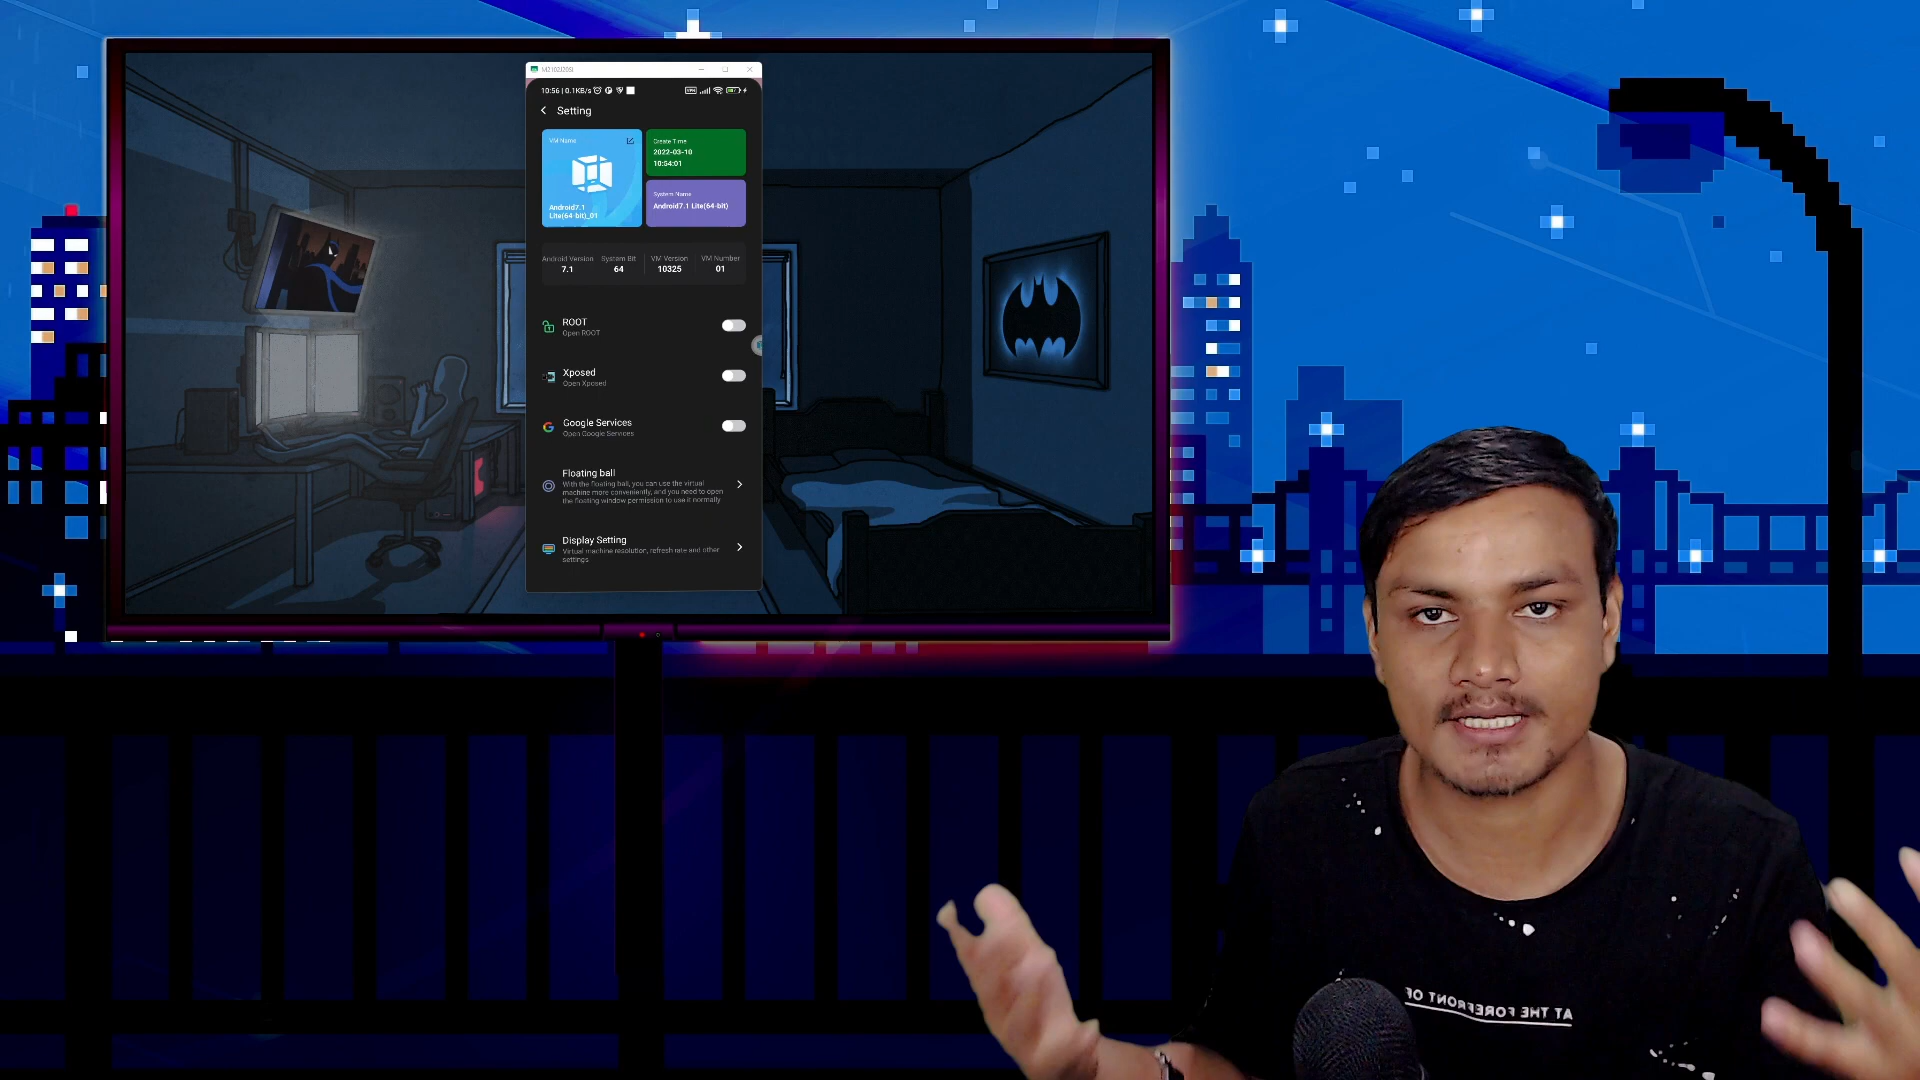 M2102J20SI
10:56 | 0.1KB/s
Setting
VM Name
Android7.1
Lite(64-bit)_01
Create Time
2022-03-10
10:54:01
System Name
Android7.1 Lite(64-bit)
Android Version
7.1
System Bit
64
VM Version
10325
VM Number
01
ROOT
Open ROOT
Xposed
Open Xposed
Google Services
Open Google Services
Floating ball
With the floating ball, you can use the virtual
machine more conveniently, and you need to open
the floating window permission to use it normally
Display Setting
Virtual machine resolution, refresh rate and other
settings
AT THE FOREFRONT OF